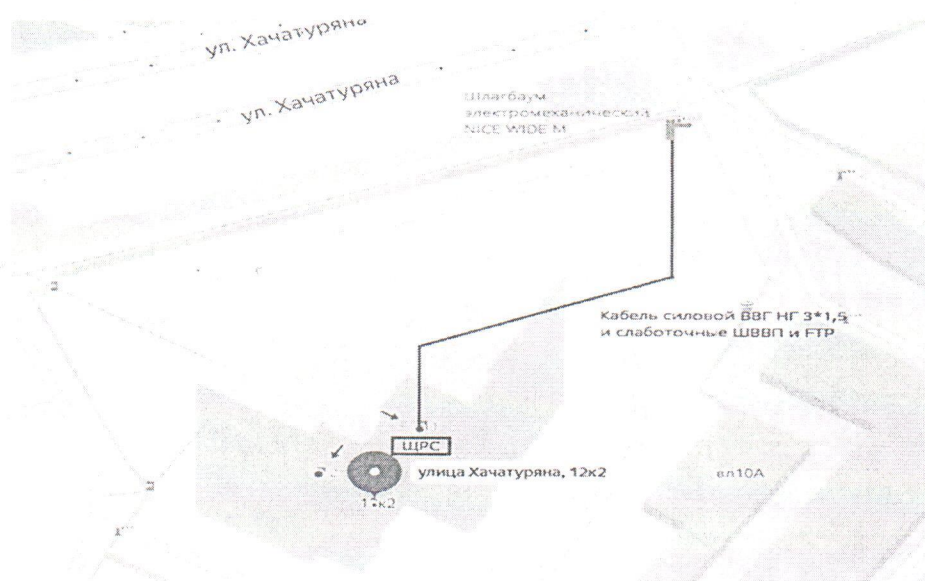 ул. Хачатуряна
ул. Хачатуряна
Шлагбаум
электромеханический
NICE WIDE M
Кабель силовой ВВГ НГ 3*1,5
и слаботочные ШВВП и FTP
ЩРС
улица Хачатуряна, 12к2
12к2
вл10А